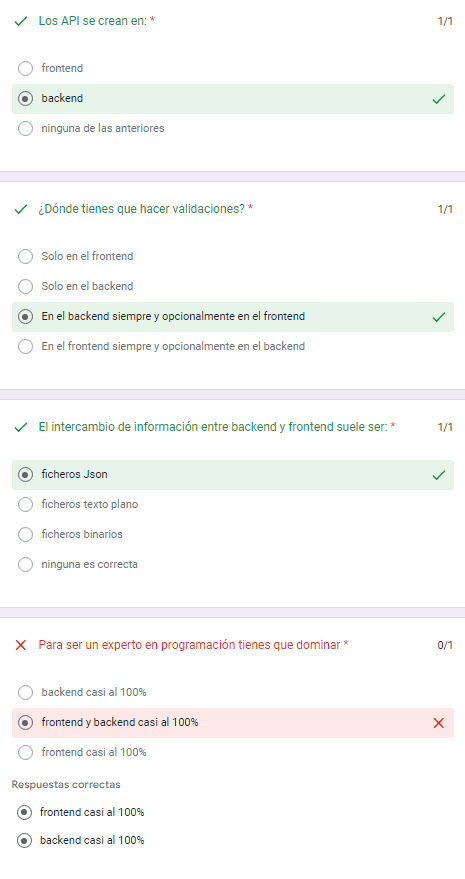 Los API se crean en: * 1/1
frontend
backend
ninguna de las anteriores
¿Dónde tienes que hacer validaciones? * 1/1
Solo en el frontend
Solo en el backend
En el backend siempre y opcionalmente en el frontend
En el frontend siempre y opcionalmente en el backend
El intercambio de información entre backend y frontend suele ser: * 1/1
ficheros Json
ficheros texto plano
ficheros binarios
ninguna es correcta
Para ser un experto en programación tienes que dominar * 0/1
backend casi al 100%
frontend y backend casi al 100%
frontend casi al 100%
Respuestas correctas
frontend casi al 100%
backend casi al 100%